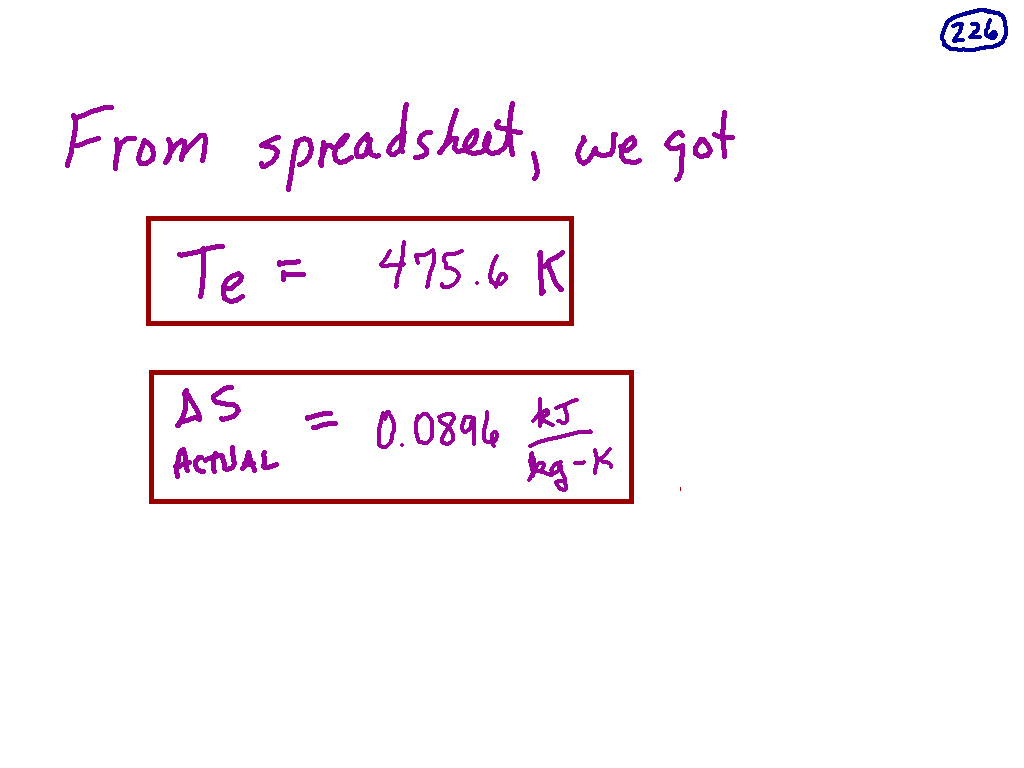 226
From spreadsheet, we got
Te = 475.6 K
ΔS ACTUAL = 0.0896 kJ/kg-K